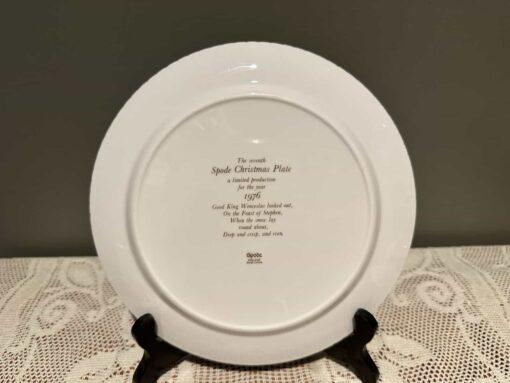 The seventh
Spode Christmas Plate
a limited production
for the year
1976
Good King Wenceslas looked out,
On the Feast of Stephen,
When the snow lay
round about,
Deep and crisp, and even.
Spode